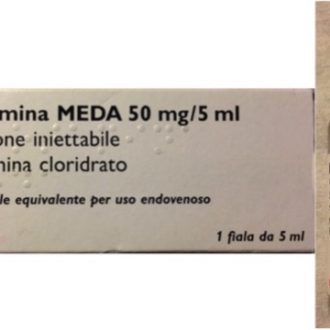 mina MEDA 50 mg/5 ml
one iniettabile
nina cloridrato
le equivalente per uso endovenoso
1 fiala da 5 ml